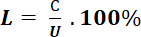 L = C/U . 100%